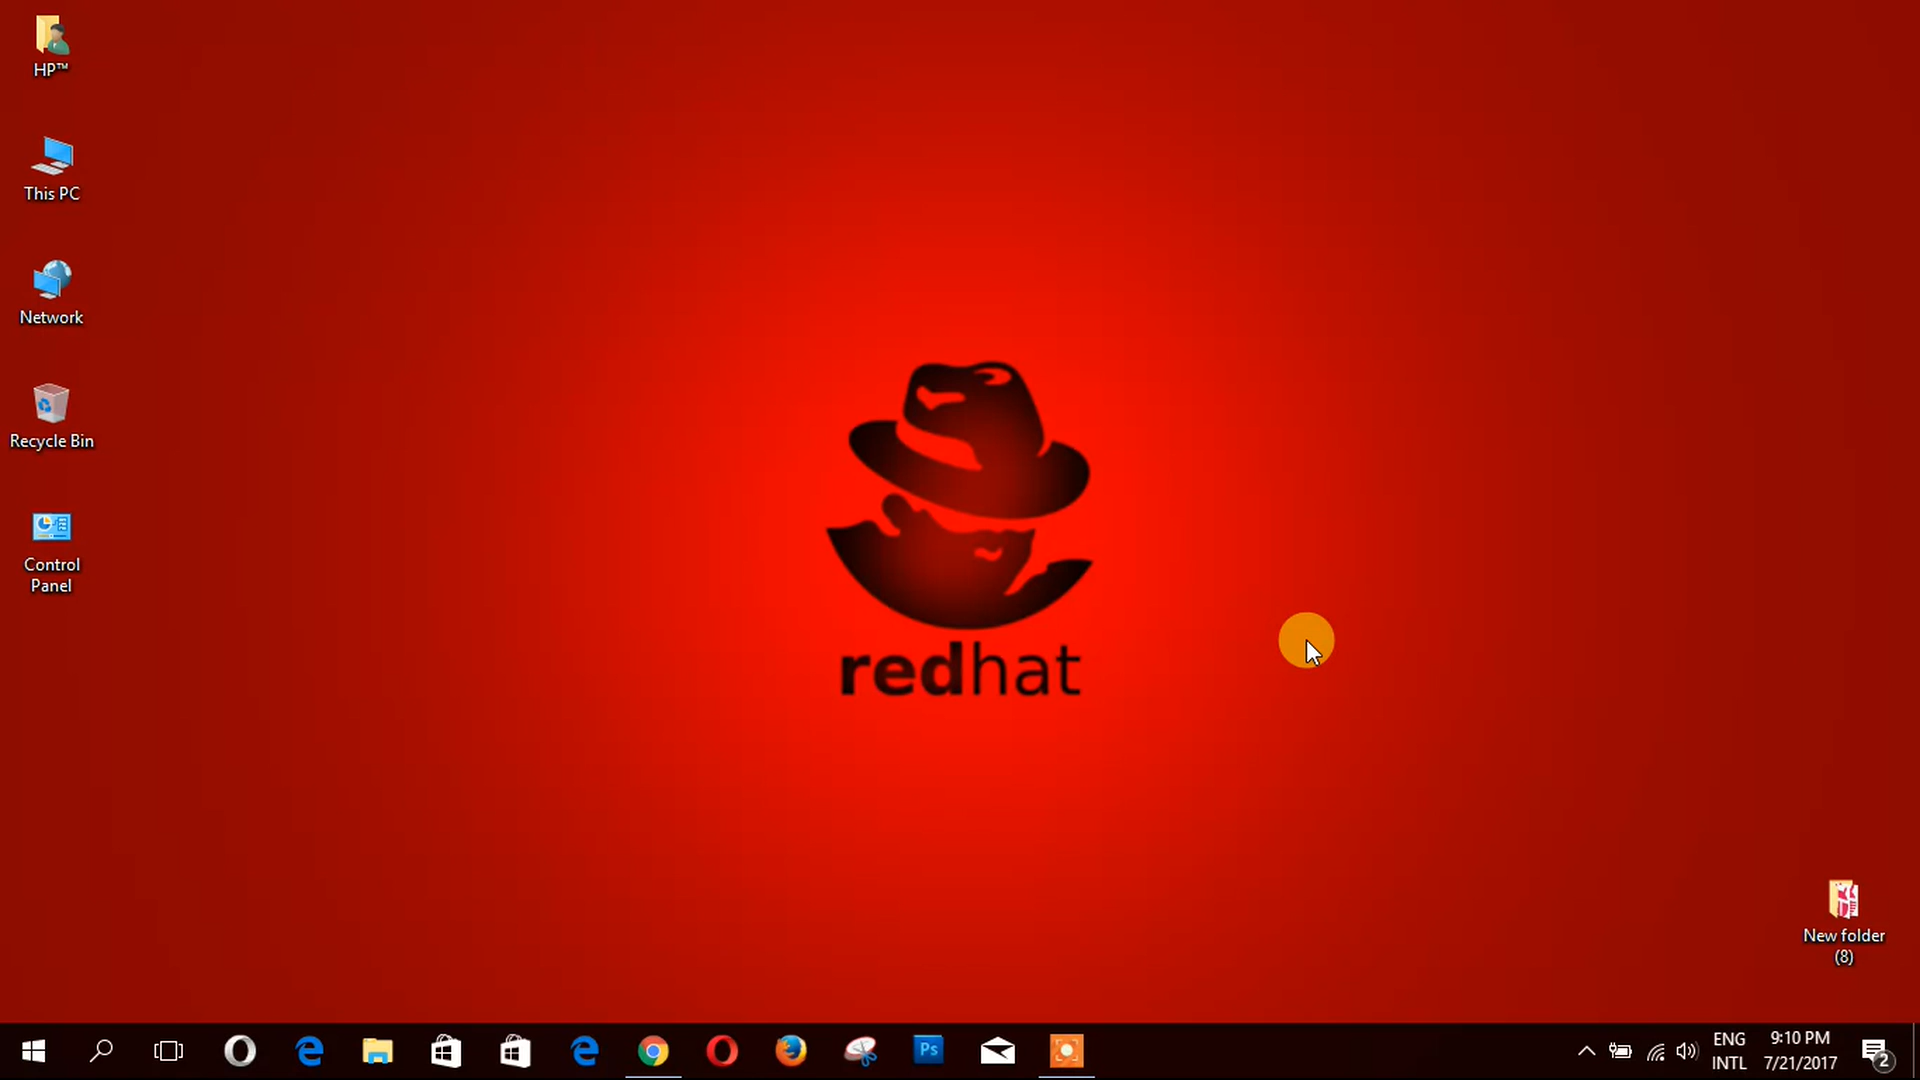 HP™
This PC
Network
Recycle Bin
Control
Panel
redhat
New folder
(8)
Ps
ENG
INTL
9:10 PM
7/21/2017
2